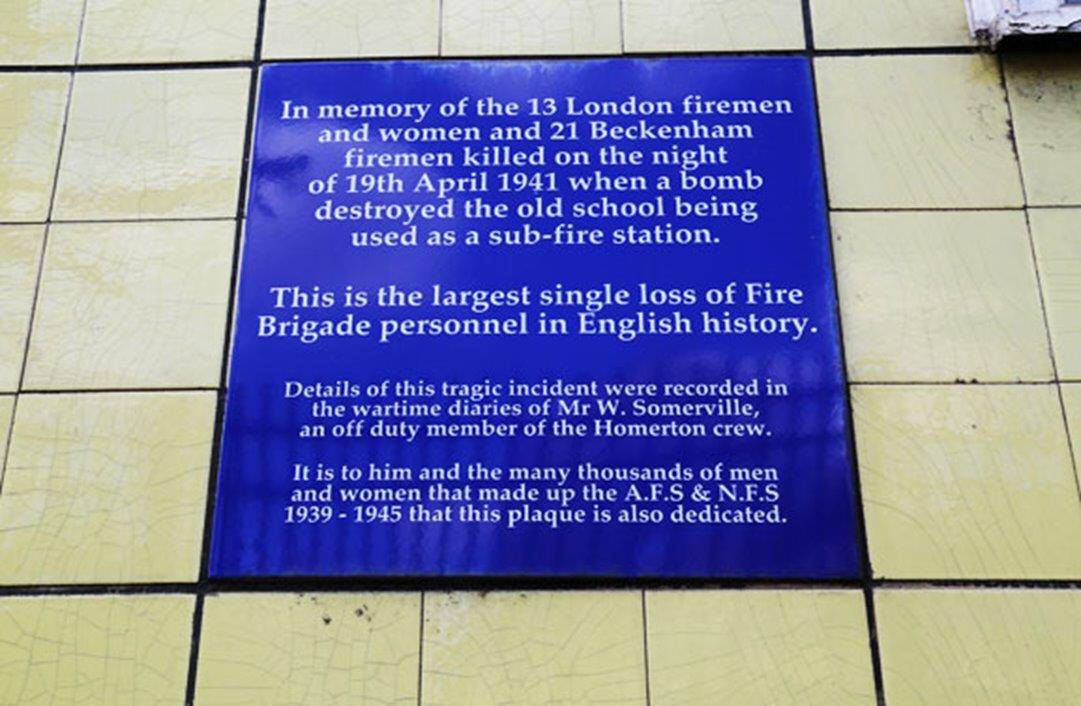 In memory of the 13 London firemen
and women and 21 Beckenham
firemen killed on the night
of 19th April 1941 when a bomb
destroyed the old school being
used as a sub-fire station.
This is the largest single loss of Fire
Brigade personnel in English history.
Details of this tragic incident were recorded in
the wartime diaries of Mr W. Somerville,
an off duty member of the Homerton crew.
It is to him and the many thousands of men
and women that made up the A.F.S & N.F.S
1939 - 1945 that this plaque is also dedicated.